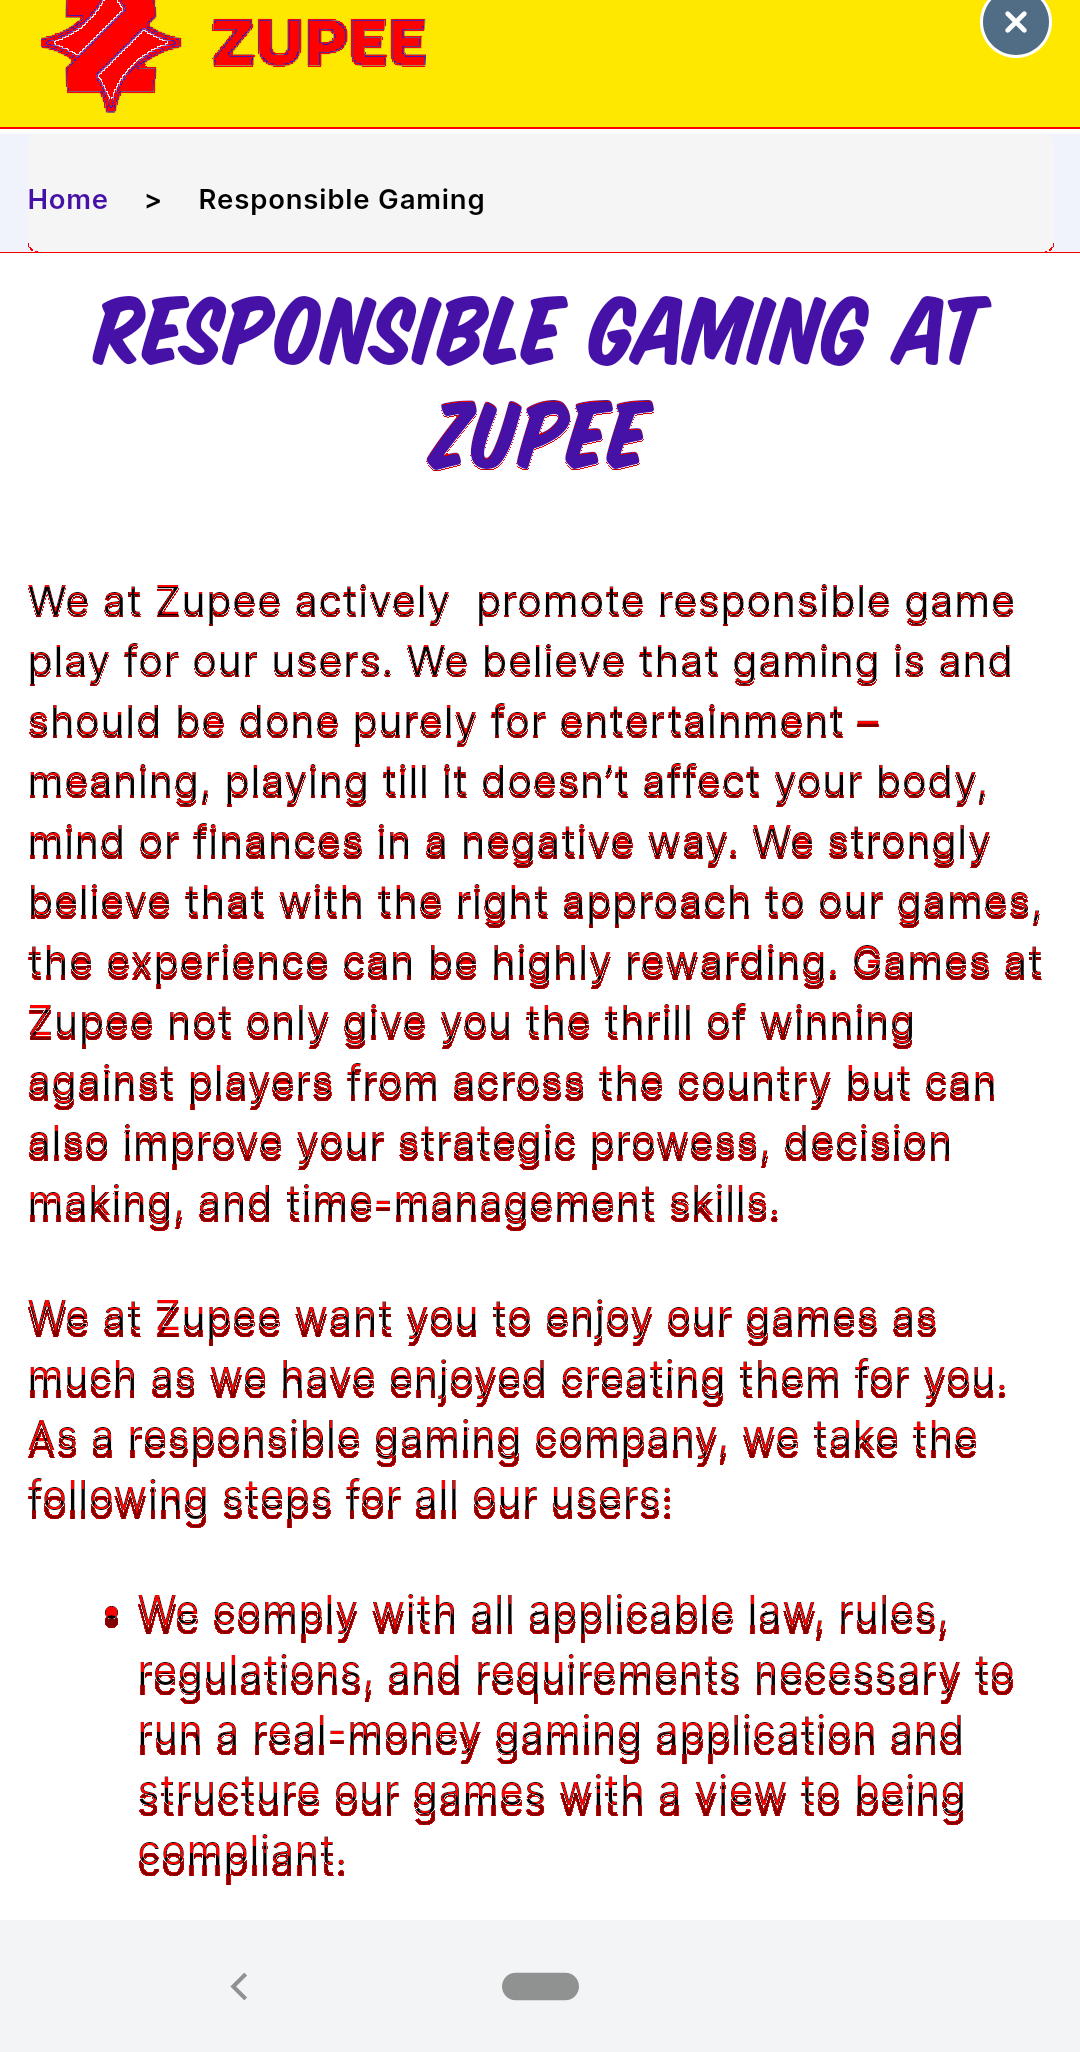 ZUPEE
Home > Responsible Gaming
RESPONSIBLE GAMING AT
ZUPEE
We at Zupee actively promote responsible game
play for our users. We believe that gaming is and
should be done purely for entertainment –
meaning, playing till it doesn’t affect your body,
mind or finances in a negative way. We strongly
believe that with the right approach to our games,
the experience can be highly rewarding. Games at
Zupee not only give you the thrill of winning
against players from across the country but can
also improve your strategic prowess, decision
making, and time-management skills.
We at Zupee want you to enjoy our games as
much as we have enjoyed creating them for you.
As a responsible gaming company, we take the
following steps for all our users:
• We comply with all applicable law, rules,
regulations, and requirements necessary to
run a real-money gaming application and
structure our games with a view to being
compliant.